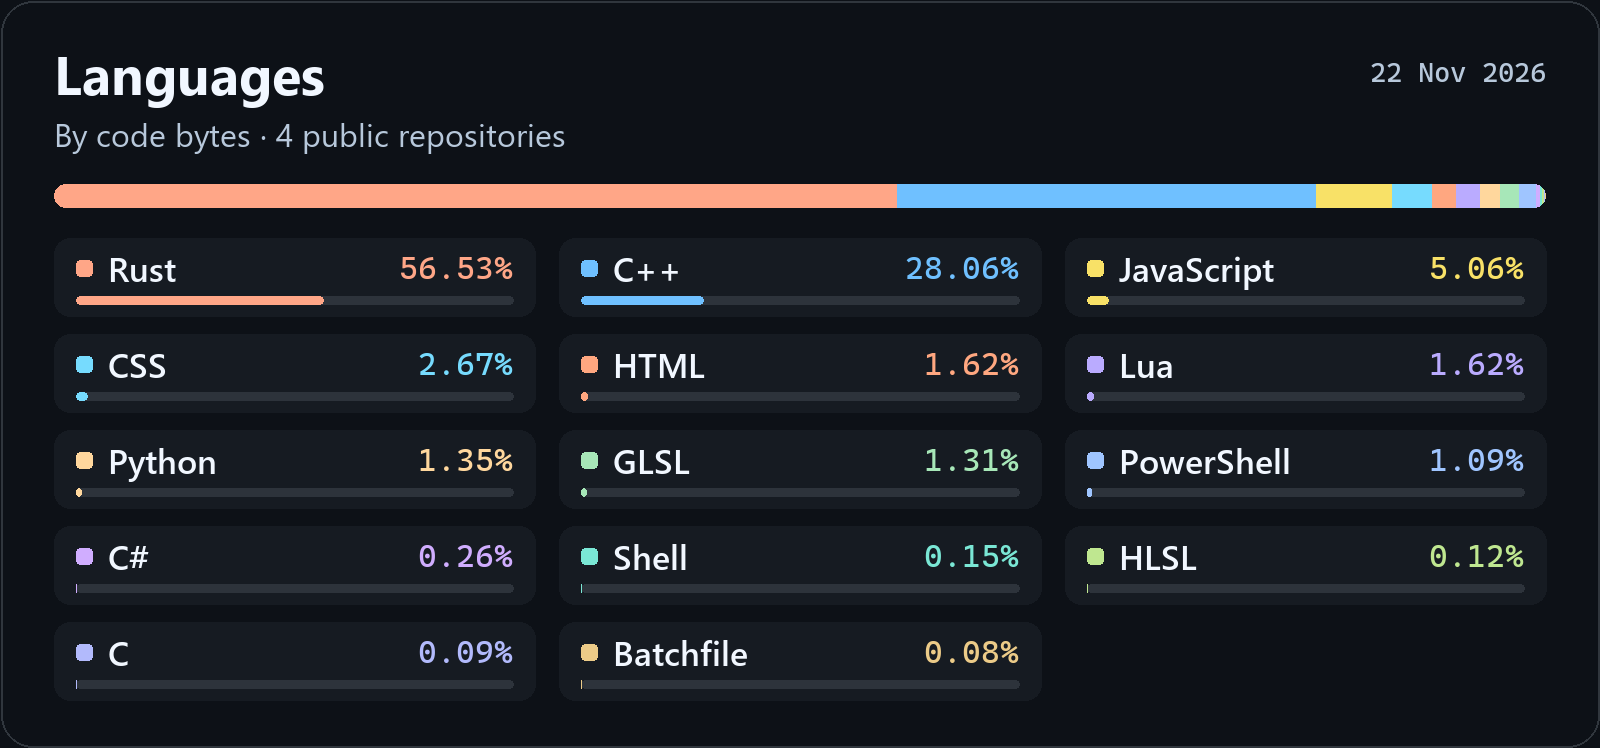 Languages
22 Nov 2026
By code bytes · 4 public repositories
Rust 56.53%
C++ 28.06%
JavaScript 5.06%
CSS 2.67%
HTML 1.62%
Lua 1.62%
Python 1.35%
GLSL 1.31%
PowerShell 1.09%
C# 0.26%
Shell 0.15%
HLSL 0.12%
C 0.09%
Batchfile 0.08%